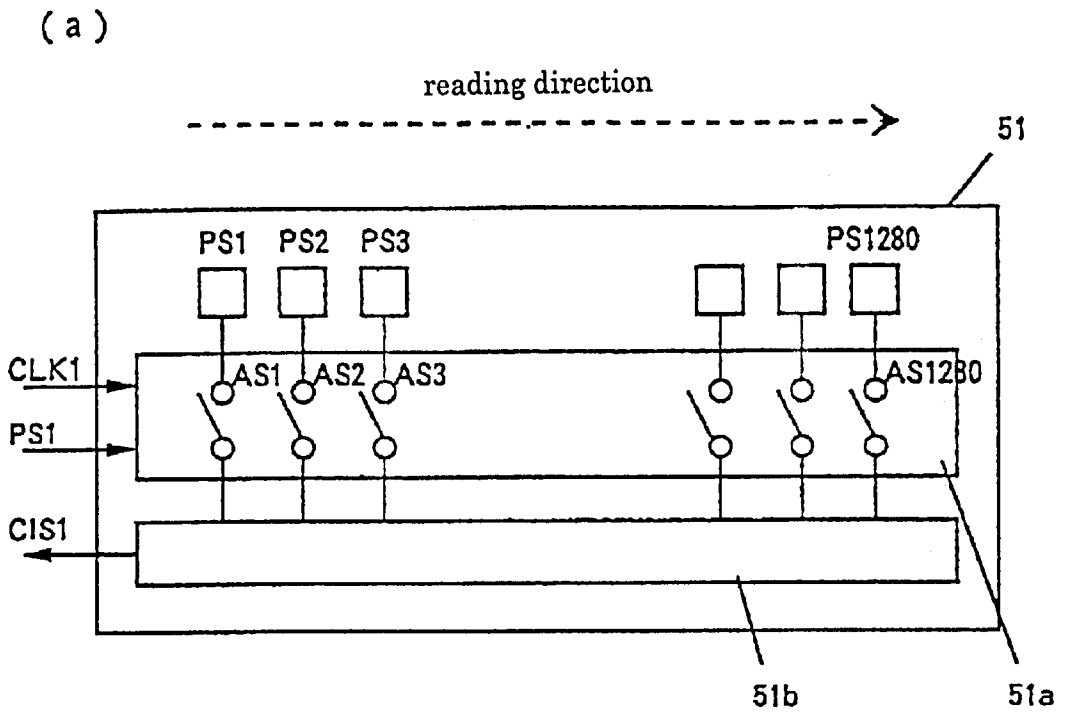 (a)
reading direction
51
PS1 PS2 PS3 PS1280
CLK1 AS1 AS2 AS3 AS1280
PS1
CIS1
51b 51a